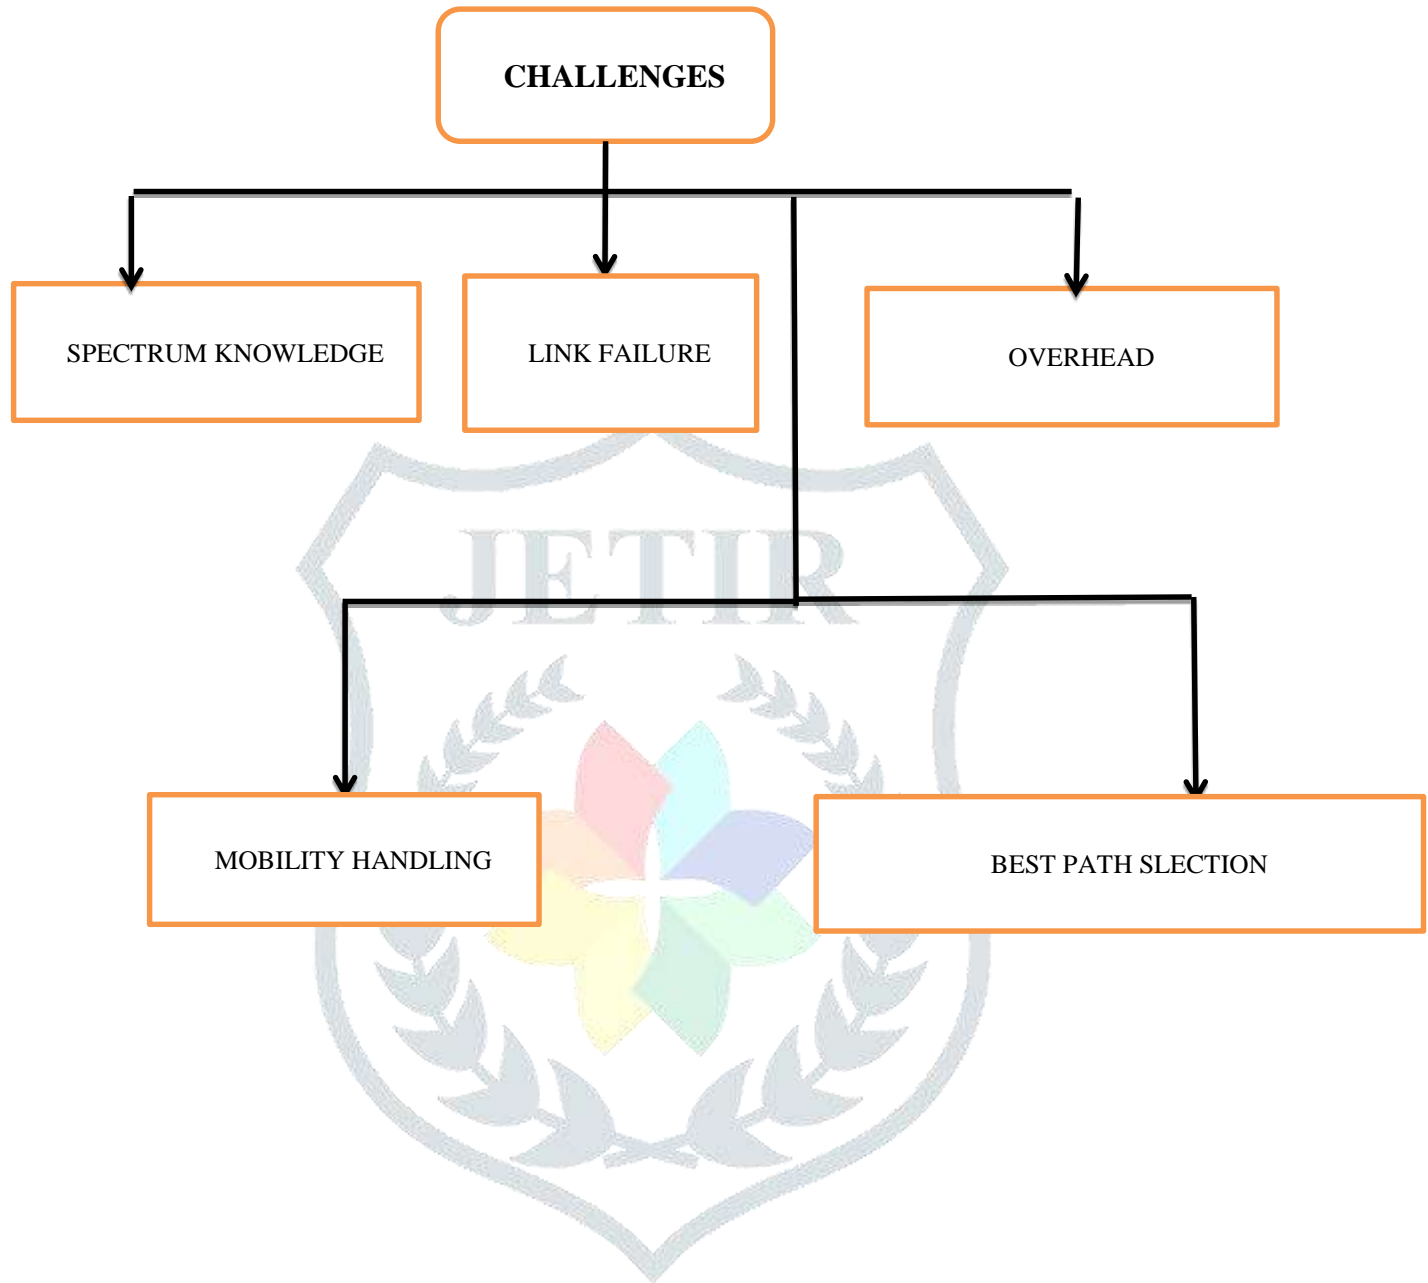 CHALLENGES
SPECTRUM KNOWLEDGE
LINK FAILURE
OVERHEAD
JETIR
MOBILITY HANDLING
BEST PATH SLECTION